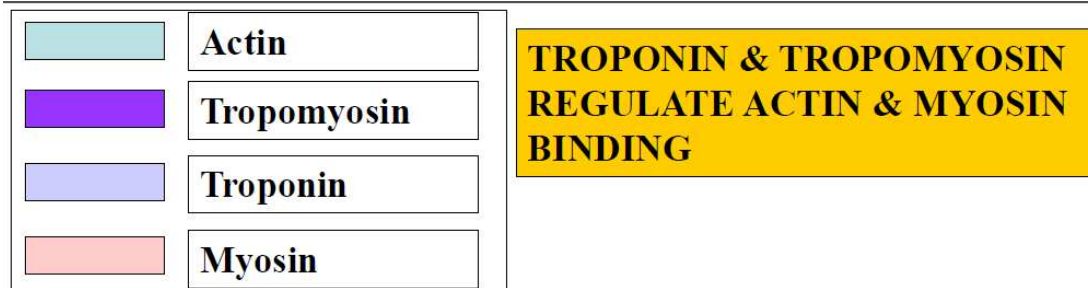 Actin
Tropomyosin
Troponin
Myosin
TROPONIN & TROPOMYOSIN
REGULATE ACTIN & MYOSIN
BINDING